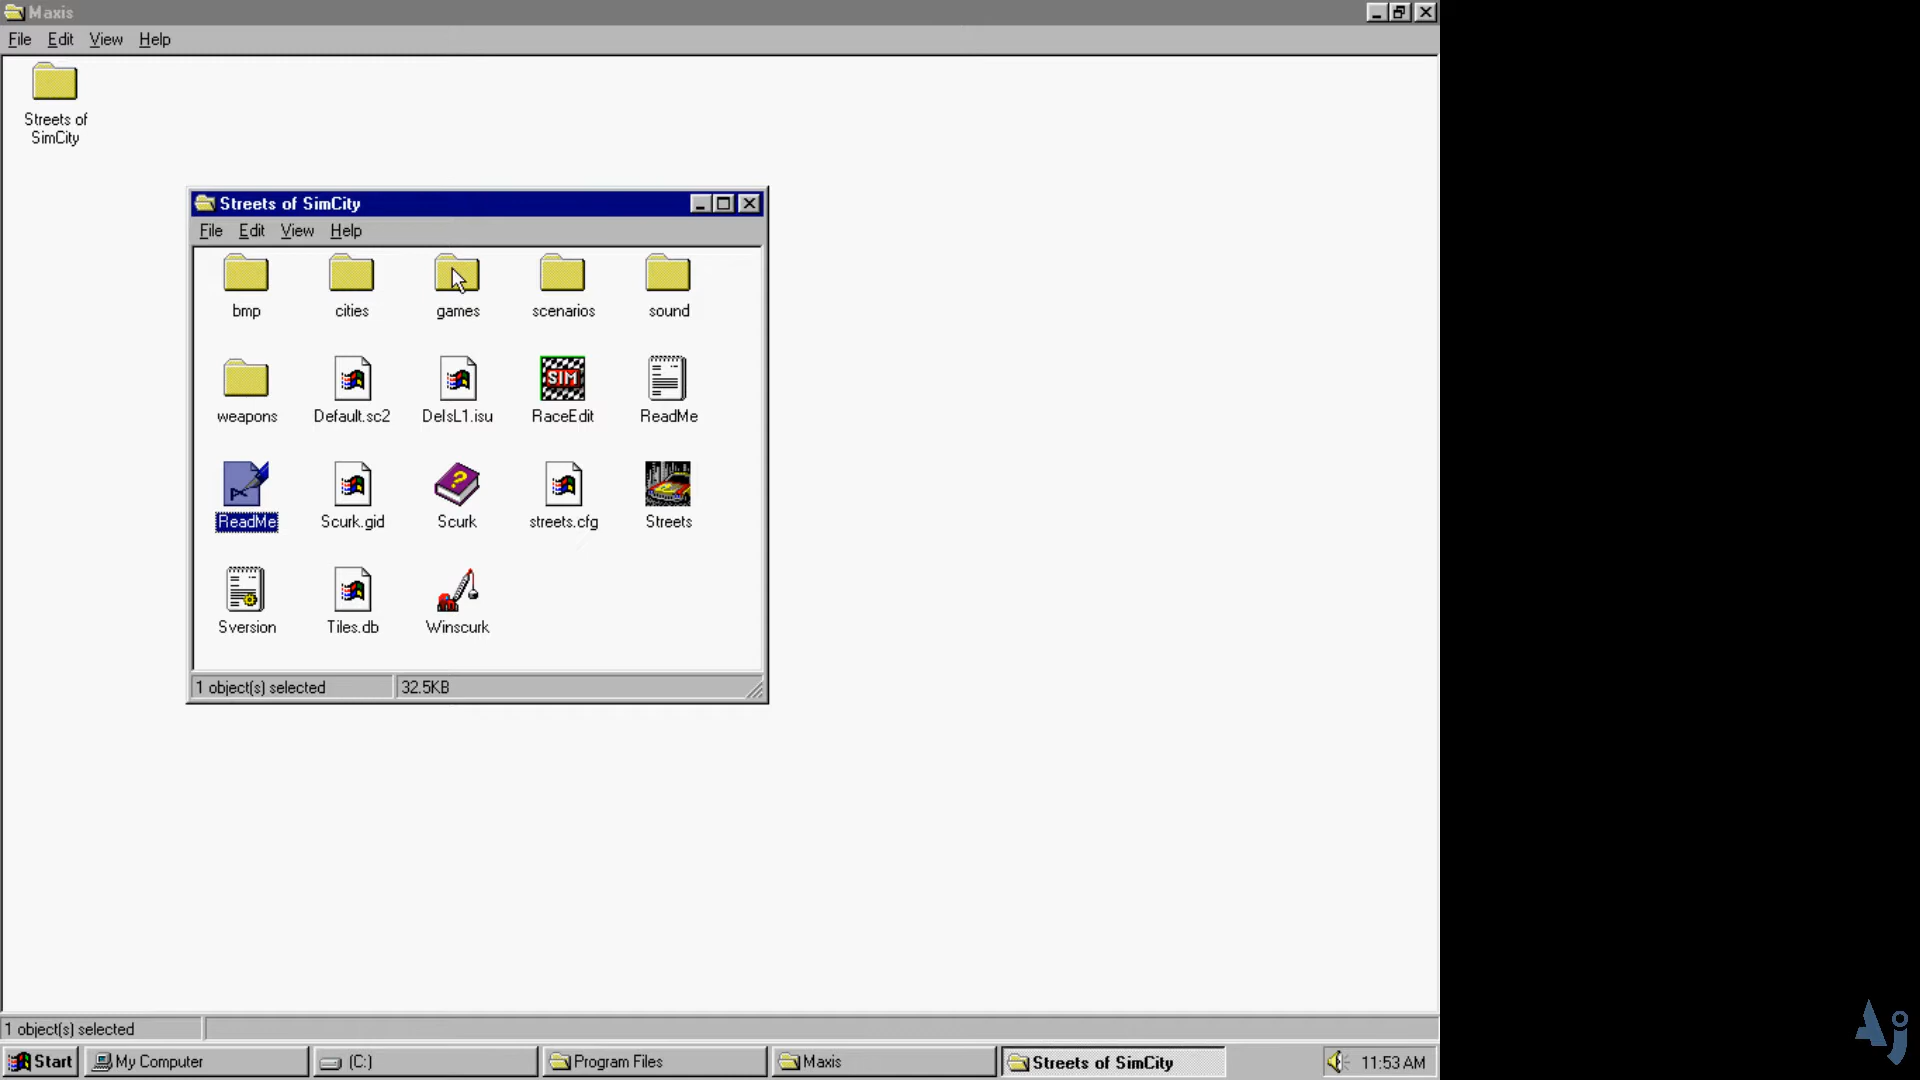 Maxis
File Edit View Help
Streets of
SimCity
Streets of SimCity
File Edit View Help
bmp cities games scenarios sound
weapons Default.sc2 DeIsL1.isu RaceEdit ReadMe
SIM
ReadMe Scurk.gid Scurk streets.cfg Streets
Sversion Tiles.db Winscurk
1 object(s) selected 32.5KB
1 object(s) selected
Start My Computer (C:) Program Files Maxis Streets of SimCity 11:53 AM
Aj